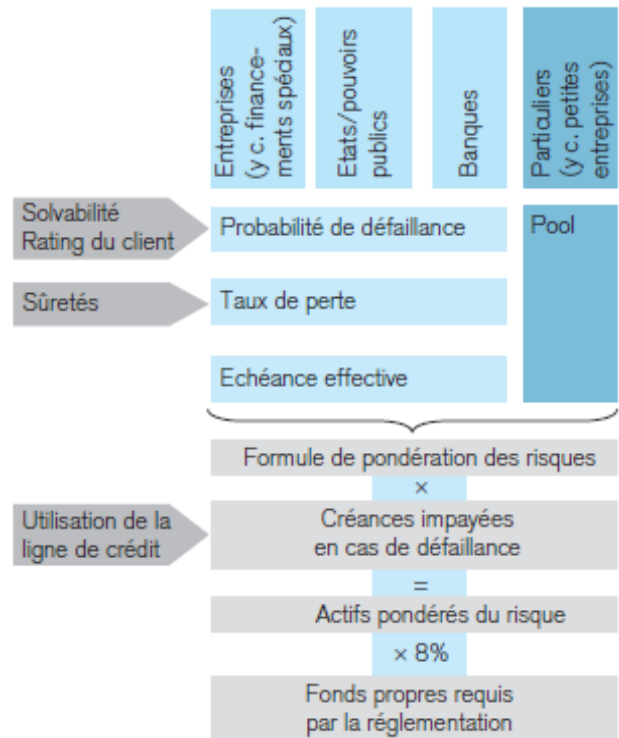 Entreprises
(y c. finance-
ments spéciaux)
Etats/pouvoirs
publics
Banques
Particuliers
(y c. petites
entreprises)
Solvabilité
Rating du client
Probabilité de défaillance
Pool
Sûretés
Taux de perte
Echéance effective
Formule de pondération des risques
×
Utilisation de la
ligne de crédit
Créances impayées
en cas de défaillance
=
Actifs pondérés du risque
× 8%
Fonds propres requis
par la réglementation